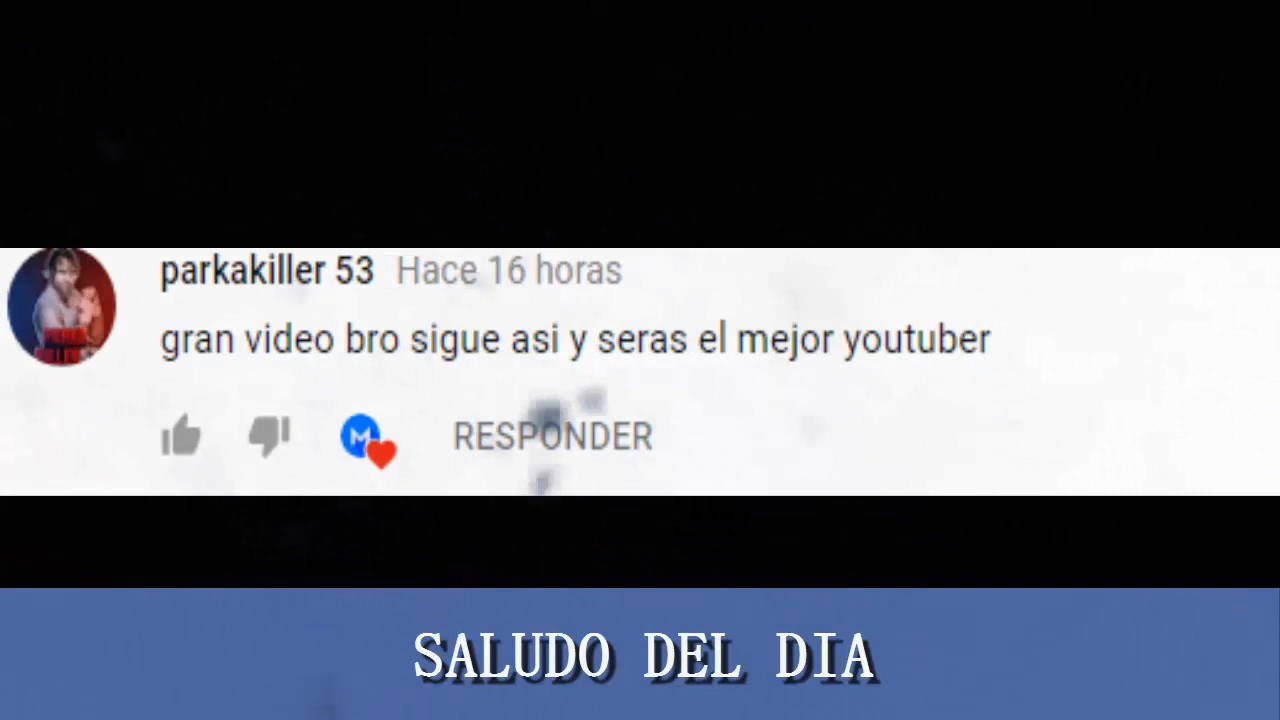 parkakiller 53 Hace 16 horas
gran video bro sigue asi y seras el mejor youtuber
M RESPONDER
SALUDO DEL DIA